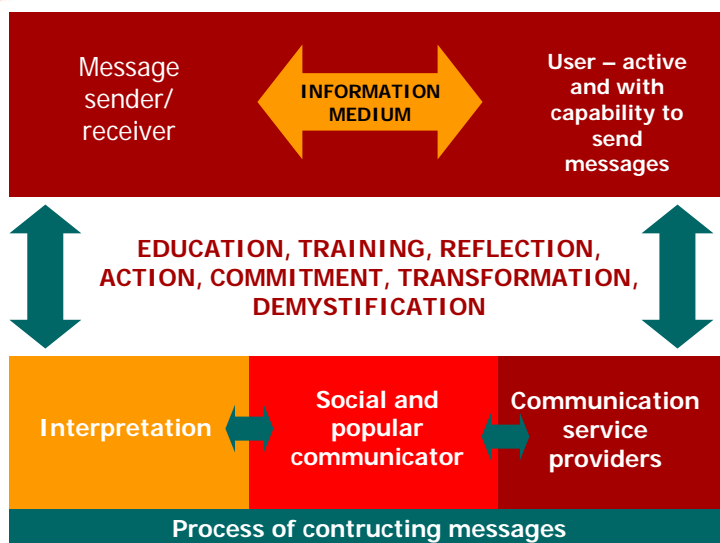 Message
sender/
receiver
INFORMATION
MEDIUM
User – active
and with
capability to
send
messages
EDUCATION, TRAINING, REFLECTION,
ACTION, COMMITMENT, TRANSFORMATION,
DEMYSTIFICATION
Interpretation
Social and
popular
communicator
Communication
service
providers
Process of contructing messages